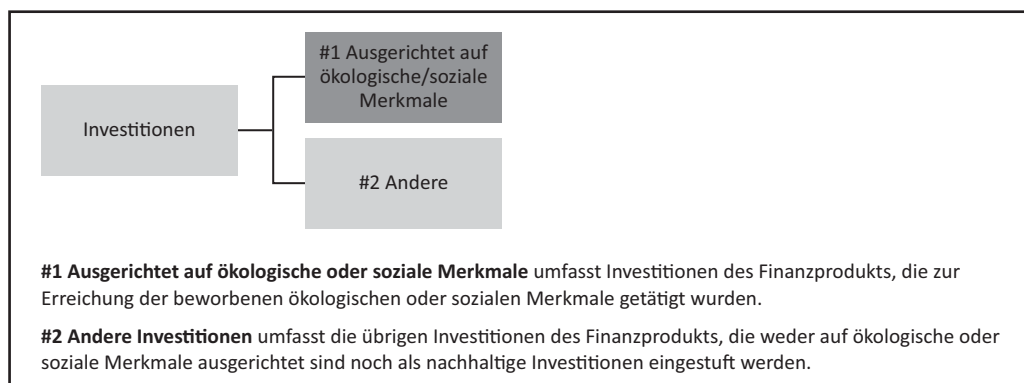 #1 Ausgerichtet auf
ökologische/soziale
Merkmale
Investitionen
#2 Andere
#1 Ausgerichtet auf ökologische oder soziale Merkmale umfasst Investitionen des Finanzprodukts, die zur
Erreichung der beworbenen ökologischen oder sozialen Merkmale getätigt wurden.
#2 Andere Investitionen umfasst die übrigen Investitionen des Finanzprodukts, die weder auf ökologische oder
soziale Merkmale ausgerichtet sind noch als nachhaltige Investitionen eingestuft werden.